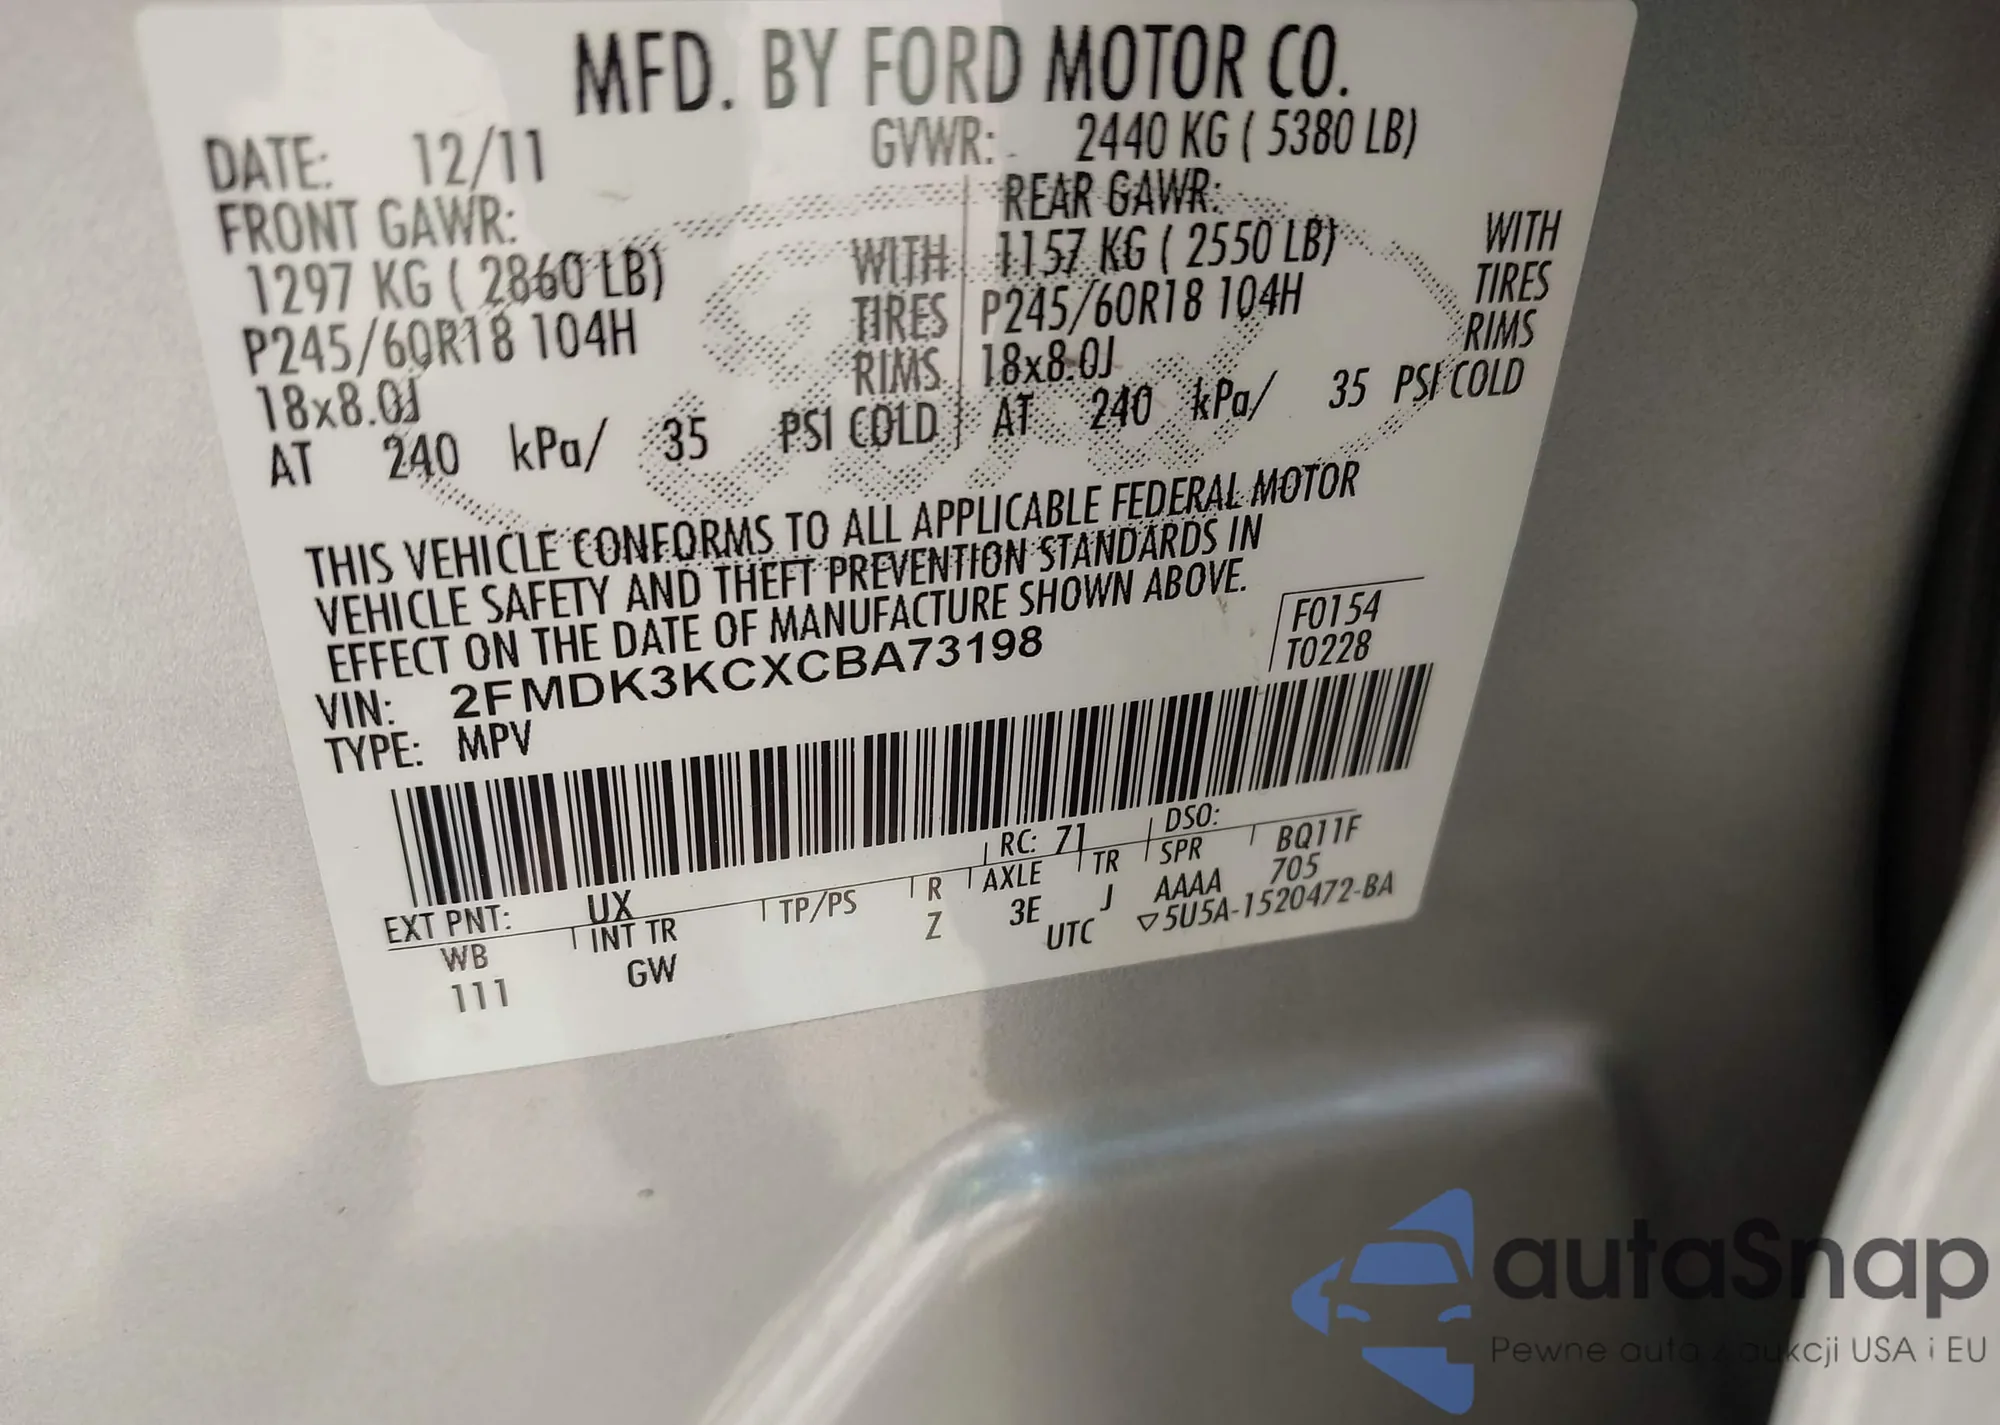 MFD. BY FORD MOTOR CO.
DATE: 12/11 GVWR: 2440 KG ( 5380 LB)
FRONT GAWR: REAR GAWR:
1297 KG ( 2860 LB) WITH 1157 KG ( 2550 LB) WITH
P245/60R18 104H TIRES P245/60R18 104H TIRES
18x8.0J RIMS 18x8.0J RIMS
AT 240 kPa/ 35 PSI COLD AT 240 kPa/ 35 PSI COLD
THIS VEHICLE CONFORMS TO ALL APPLICABLE FEDERAL MOTOR
VEHICLE SAFETY AND THEFT PREVENTION STANDARDS IN
EFFECT ON THE DATE OF MANUFACTURE SHOWN ABOVE.
F0154
T0228
VIN: 2FMDK3KCXCBA73198
TYPE: MPV
EXT PNT: UX RC: 71 DSO:
WB INT TR TP/PS R AXLE TR SPR BQ11F
111 GW Z 3E J AAAA 705
UTC ▽5U5A-1520472-BA
autaSnap
Pewne auta z aukcji USA i EU